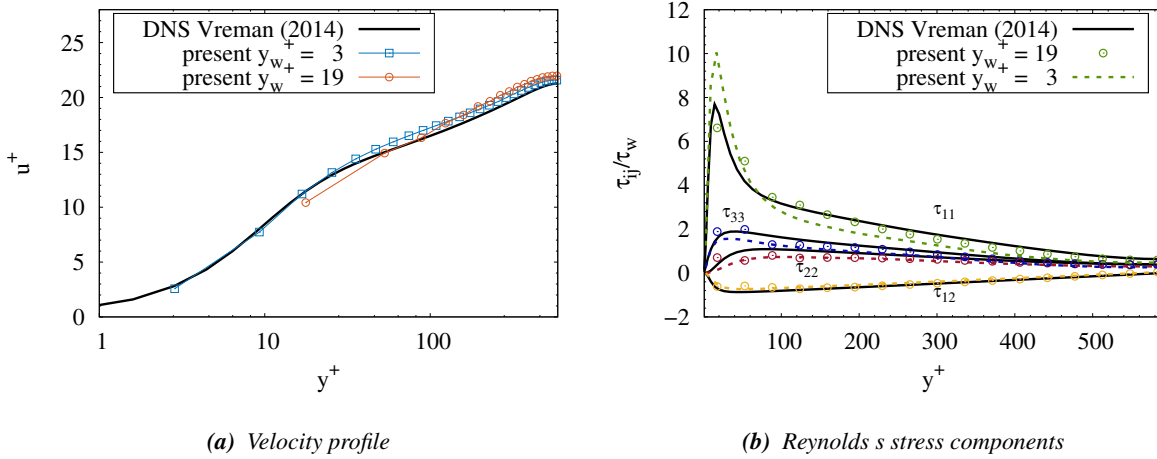 DNS Vreman (2014)
present y_w^+ = 3
present y_w^+ = 19
u^+
25
20
15
10
5
0
1
10
100
y^+
(a) Velocity profile
DNS Vreman (2014)
present y_w^+ = 19
present y_w^+ = 3
τ_ij/τ_w
12
10
8
6
4
2
0
−2
τ_33
τ_11
τ_22
τ_12
0
100
200
300
400
500
y^+
(b) Reynolds s stress components